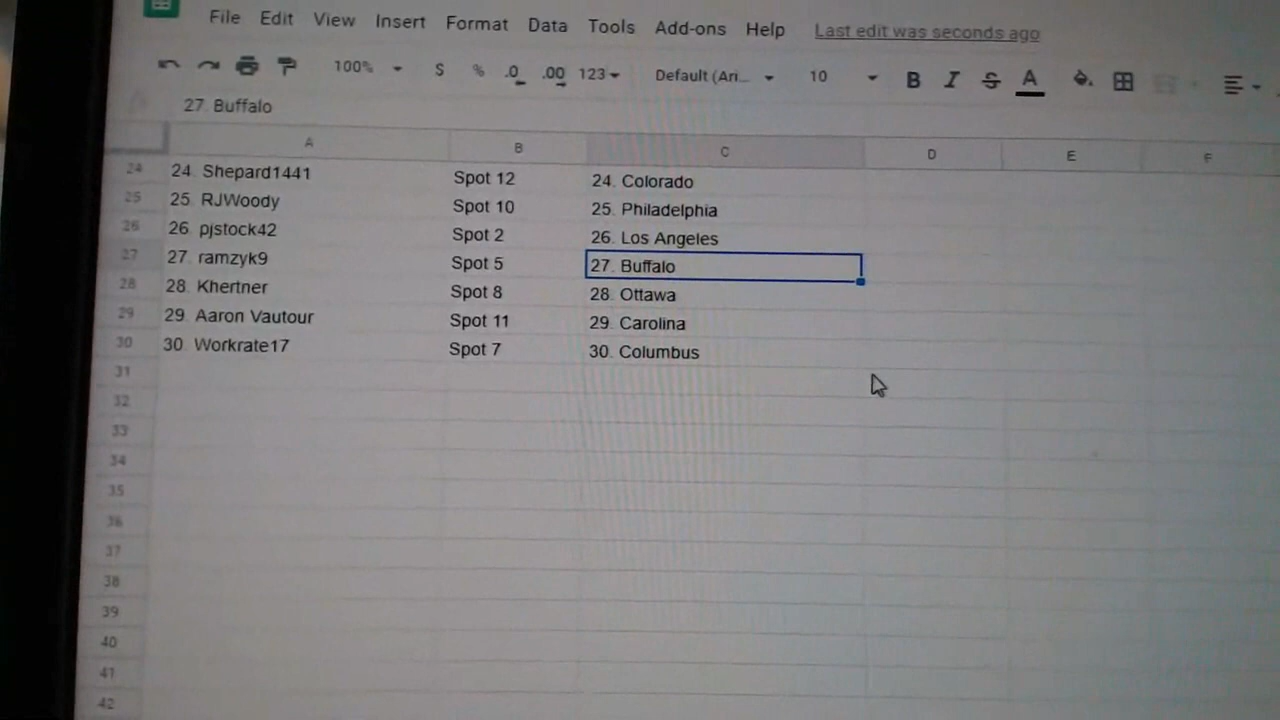 File Edit View Insert Format Data Tools Add-ons Help Last edit was seconds ago
100% $ % .0 .00 123 Default (Ari... 10 B I S A
27. Buffalo
A B C D E F
24 24. Shepard1441 Spot 12 24. Colorado
25 25. RJWoody Spot 10 25. Philadelphia
26 26. pjstock42 Spot 2 26. Los Angeles
27 27. ramzyk9 Spot 5 27. Buffalo
28 28. Khertner Spot 8 28. Ottawa
29 29. Aaron Vautour Spot 11 29. Carolina
30 30. Workrate17 Spot 7 30. Columbus
31
32
33
34
35
36
37
38
39
40
41
42